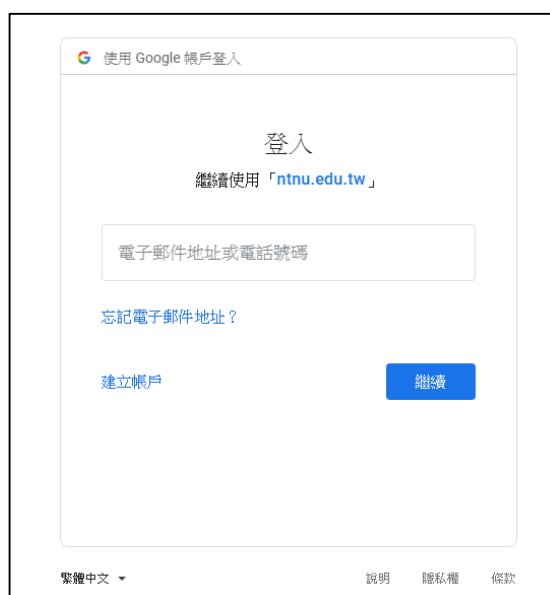 使用 Google 帳戶登入
登入
繼續使用「ntnu.edu.tw」
電子郵件地址或電話號碼
忘記電子郵件地址？
建立帳戶
繼續
繁體中文
說明 隱私權 條款